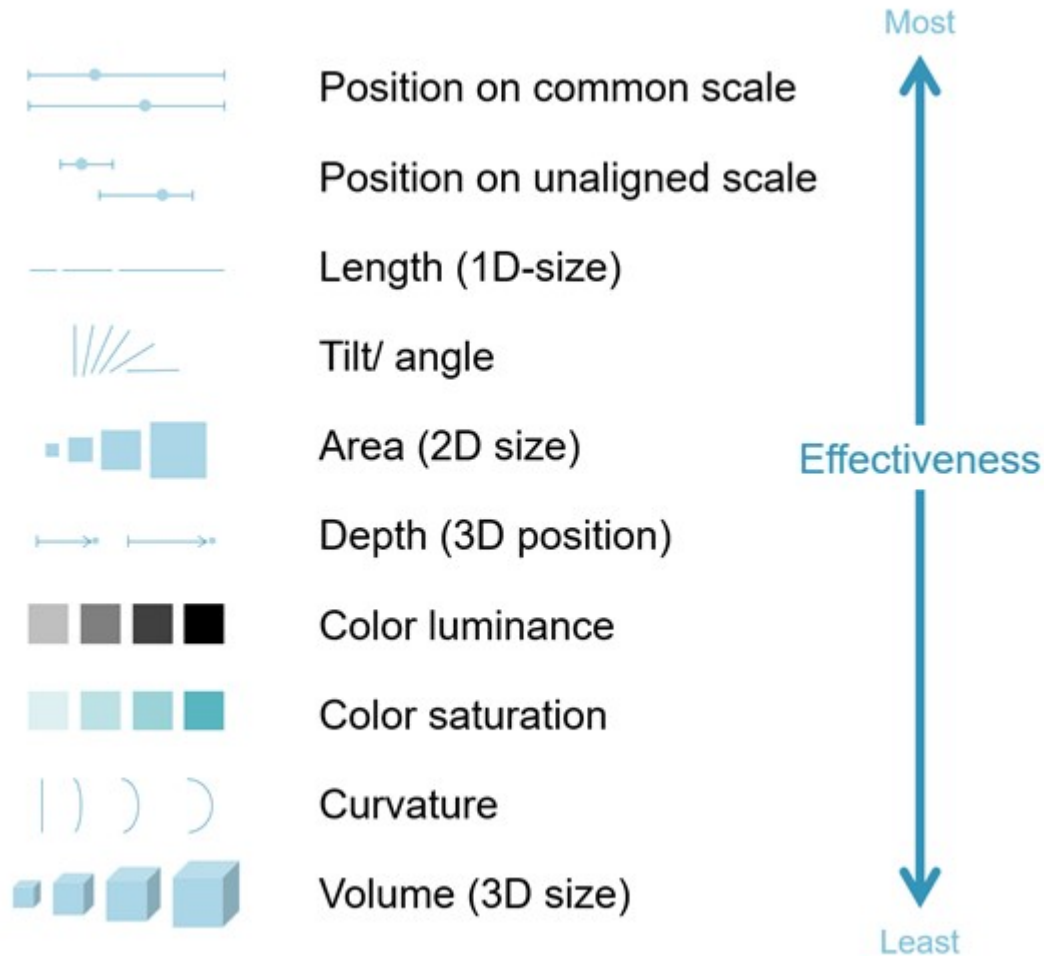 Most
Position on common scale
Position on unaligned scale
Length (1D-size)
Tilt/ angle
Area (2D size)
Effectiveness
Depth (3D position)
Color luminance
Color saturation
Curvature
Volume (3D size)
Least